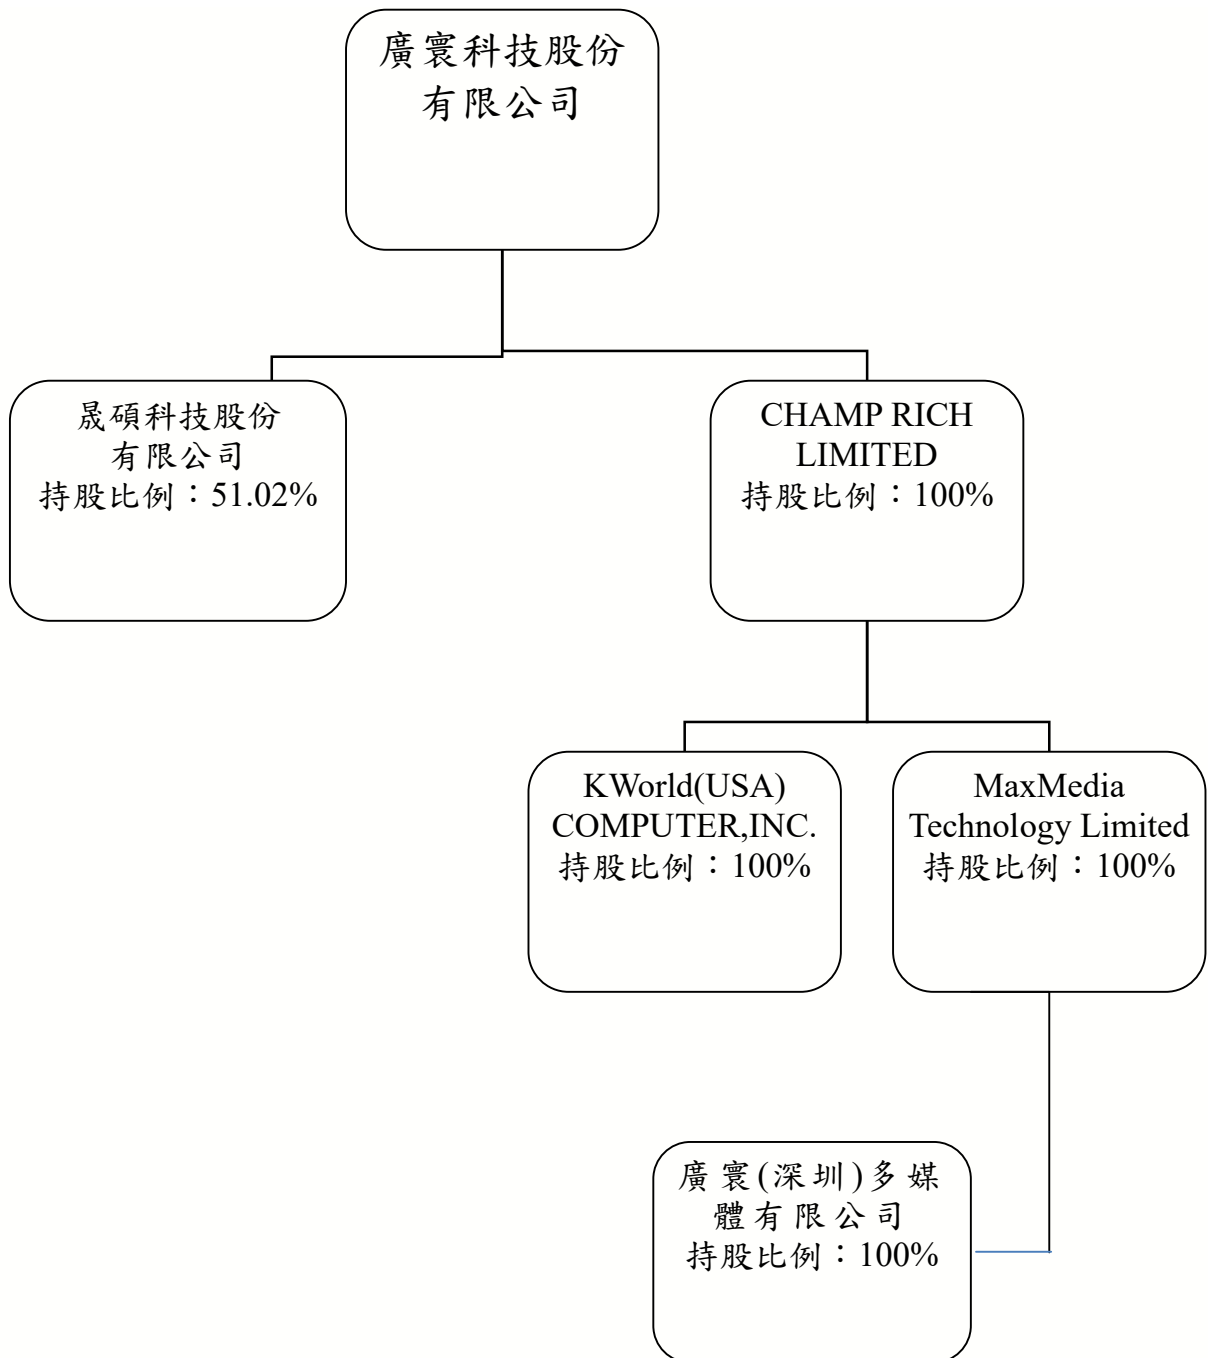 廣寰科技股份
有限公司
晟碩科技股份
有限公司
持股比例：51.02%
CHAMP RICH
LIMITED
持股比例：100%
KWorld(USA)
COMPUTER,INC.
持股比例：100%
MaxMedia
Technology Limited
持股比例：100%
廣寰(深圳)多媒
體有限公司
持股比例：100%